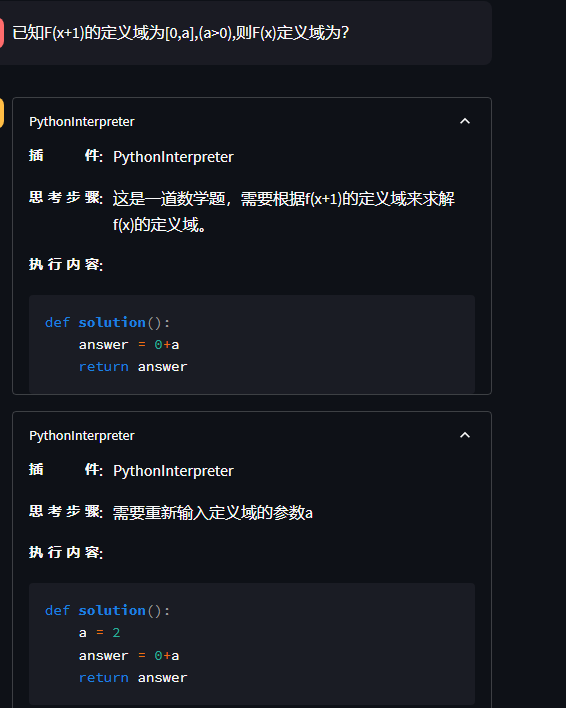 已知F(x+1)的定义域为[0,a],(a>0),则F(x)定义域为?
PythonInterpreter
插 件: PythonInterpreter
思考步骤: 这是一道数学题，需要根据f(x+1)的定义域来求解
f(x)的定义域。
执行内容:
def solution():
    answer = 0+a
    return answer
PythonInterpreter
插 件: PythonInterpreter
思考步骤: 需要重新输入定义域的参数a
执行内容:
def solution():
    a = 2
    answer = 0+a
    return answer